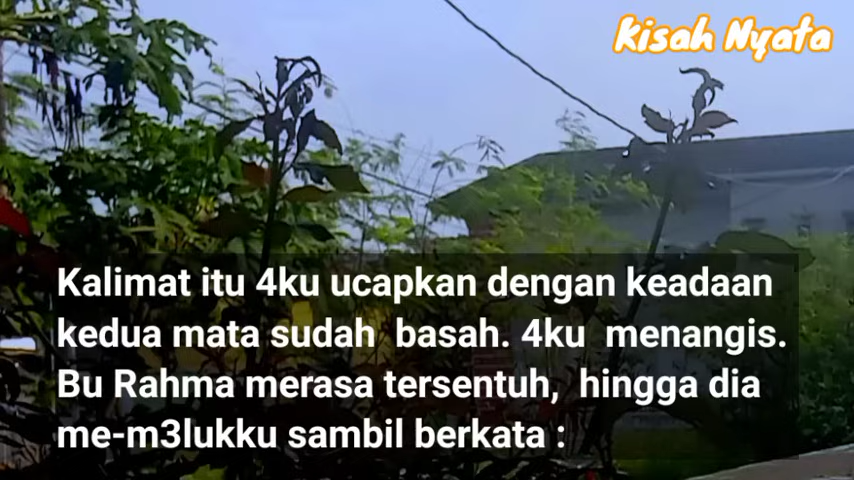 Kisah Nyata
Kalimat itu 4ku ucapkan dengan keadaan
kedua mata sudah basah. 4ku menangis.
Bu Rahma merasa tersentuh, hingga dia
me-m3lukku sambil berkata :